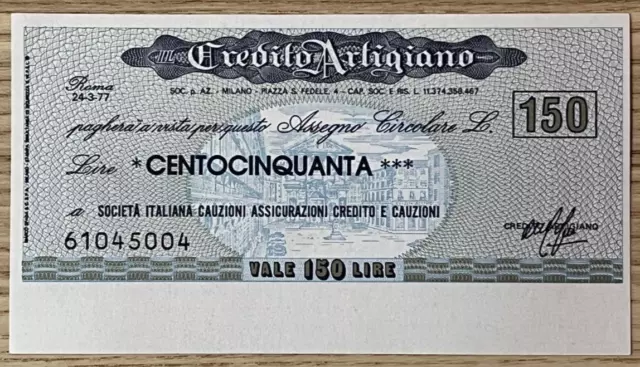 Credito Artigiano
SOC. p. AZ. - MILANO - PIAZZA S. FEDELE, 4 - CAP. SOC. E RIS. L. 11.374.358.467
Roma
24-3-77
pagherà a vista per questo Assegno Circolare L. 150
Lire * CENTOCINQUANTA ***
a SOCIETÀ ITALIANA CAUZIONI ASSICURAZIONI CREDITO E CAUZIONI
61045004
CREDITO ARTIGIANO
VALE 150 LIRE